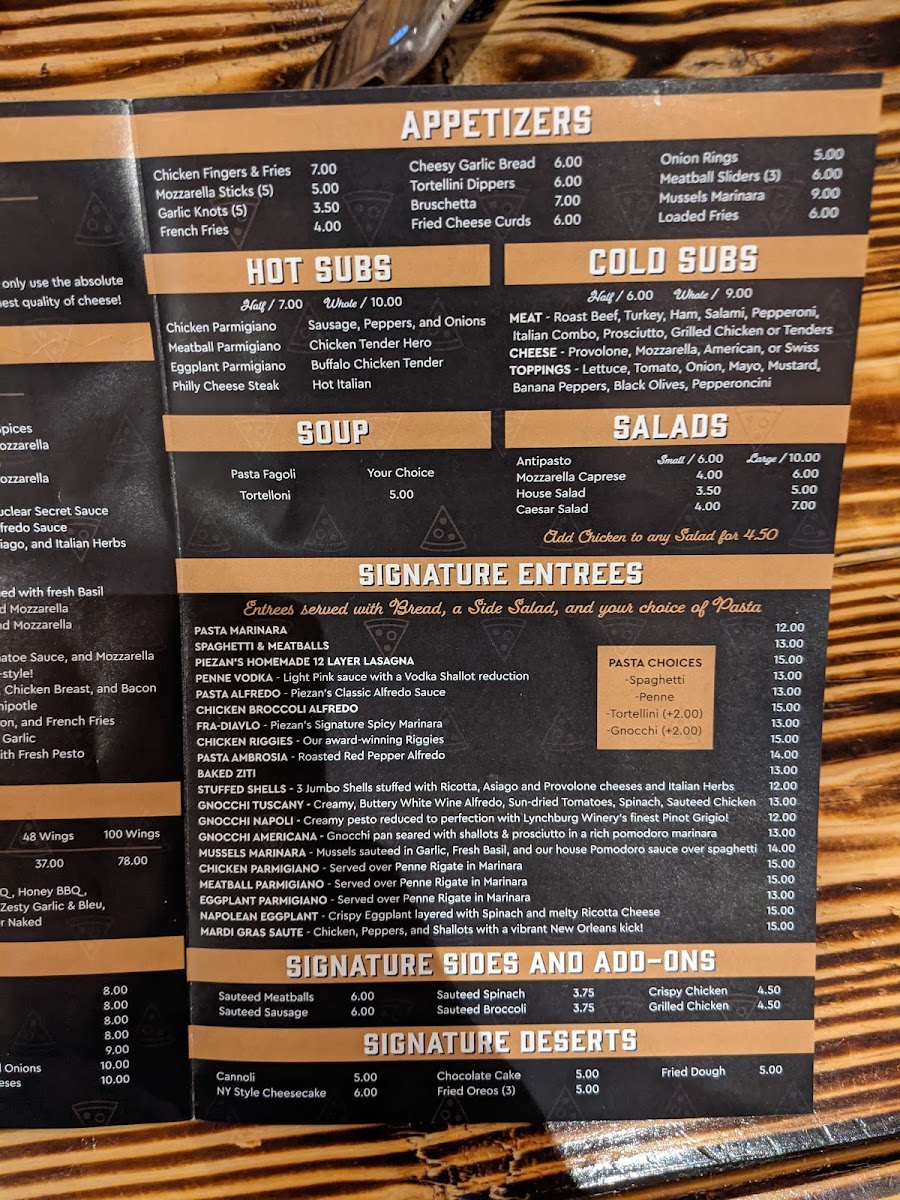 only use the absolute
est quality of cheese!
pices
ozzarella
ozzarella
uclear Secret Sauce
fredo Sauce
iago, and Italian Herbs
ed with fresh Basil
d Mozzarella
nd Mozzarella
atoe Sauce, and Mozzarella
-style!
Chicken Breast, and Bacon
hipotle
on, and French Fries
Garlic
ith Fresh Pesto
48 Wings 100 Wings
37.00 78.00
Q, Honey BBQ,
Zesty Garlic & Bleu,
r Naked
8.00
8.00
8.00
8.00
9.00
l Onions 10.00
eses 10.00
APPETIZERS
Chicken Fingers & Fries 7.00 Cheesy Garlic Bread 6.00 Onion Rings 5.00
Mozzarella Sticks (5) 5.00 Tortellini Dippers 6.00 Meatball Sliders (3) 6.00
Garlic Knots (5) 3.50 Bruschetta 7.00 Mussels Marinara 9.00
French Fries 4.00 Fried Cheese Curds 6.00 Loaded Fries 6.00
HOT SUBS
Half / 7.00 Whole / 10.00
Chicken Parmigiano Sausage, Peppers, and Onions
Meatball Parmigiano Chicken Tender Hero
Eggplant Parmigiano Buffalo Chicken Tender
Philly Cheese Steak Hot Italian
COLD SUBS
Half / 6.00 Whole / 9.00
MEAT - Roast Beef, Turkey, Ham, Salami, Pepperoni,
Italian Combo, Prosciutto, Grilled Chicken or Tenders
CHEESE - Provolone, Mozzarella, American, or Swiss
TOPPINGS - Lettuce, Tomato, Onion, Mayo, Mustard,
Banana Peppers, Black Olives, Pepperoncini
SOUP
Pasta Fagoli Your Choice
Tortelloni 5.00
SALADS
Antipasto Small / 6.00 Large / 10.00
Mozzarella Caprese 4.00 6.00
House Salad 3.50 5.00
Caesar Salad 4.00 7.00
Add Chicken to any Salad for 4.50
SIGNATURE ENTREES
Entrees served with Bread, a Side Salad, and your choice of Pasta
PASTA MARINARA 12.00
SPAGHETTI & MEATBALLS 13.00
PIEZAN'S HOMEMADE 12 LAYER LASAGNA 15.00
PENNE VODKA - Light Pink sauce with a Vodka Shallot reduction 13.00
PASTA ALFREDO - Piezan's Classic Alfredo Sauce 13.00
CHICKEN BROCCOLI ALFREDO 15.00
FRA-DIAVLO - Piezan's Signature Spicy Marinara 13.00
CHICKEN RIGGIES - Our award-winning Riggies 15.00
PASTA AMBROSIA - Roasted Red Pepper Alfredo 14.00
BAKED ZITI 13.00
STUFFED SHELLS - 3 Jumbo Shells stuffed with Ricotta, Asiago and Provolone cheeses and Italian Herbs 12.00
GNOCCHI TUSCANY - Creamy, Buttery White Wine Alfredo, Sun-dried Tomatoes, Spinach, Sauteed Chicken 13.00
GNOCCHI NAPOLI - Creamy pesto reduced to perfection with Lynchburg Winery's finest Pinot Grigio! 12.00
GNOCCHI AMERICANA - Gnocchi pan seared with shallots & prosciutto in a rich pomodoro marinara 13.00
MUSSELS MARINARA - Mussels sauteed in Garlic, Fresh Basil, and our house Pomodoro sauce over spaghetti 14.00
CHICKEN PARMIGIANO - Served over Penne Rigate in Marinara 15.00
MEATBALL PARMIGIANO - Served over Penne Rigate in Marinara 15.00
EGGPLANT PARMIGIANO - Served over Penne Rigate in Marinara 13.00
NAPOLEAN EGGPLANT - Crispy Eggplant layered with Spinach and melty Ricotta Cheese 15.00
MARDI GRAS SAUTE - Chicken, Peppers, and Shallots with a vibrant New Orleans kick! 15.00
PASTA CHOICES
-Spaghetti
-Penne
-Tortellini (+2.00)
-Gnocchi (+2.00)
SIGNATURE SIDES AND ADD-ONS
Sauteed Meatballs 6.00 Sauteed Spinach 3.75 Crispy Chicken 4.50
Sauteed Sausage 6.00 Sauteed Broccoli 3.75 Grilled Chicken 4.50
SIGNATURE DESERTS
Cannoli 5.00 Chocolate Cake 5.00 Fried Dough 5.00
NY Style Cheesecake 6.00 Fried Oreos (3) 5.00